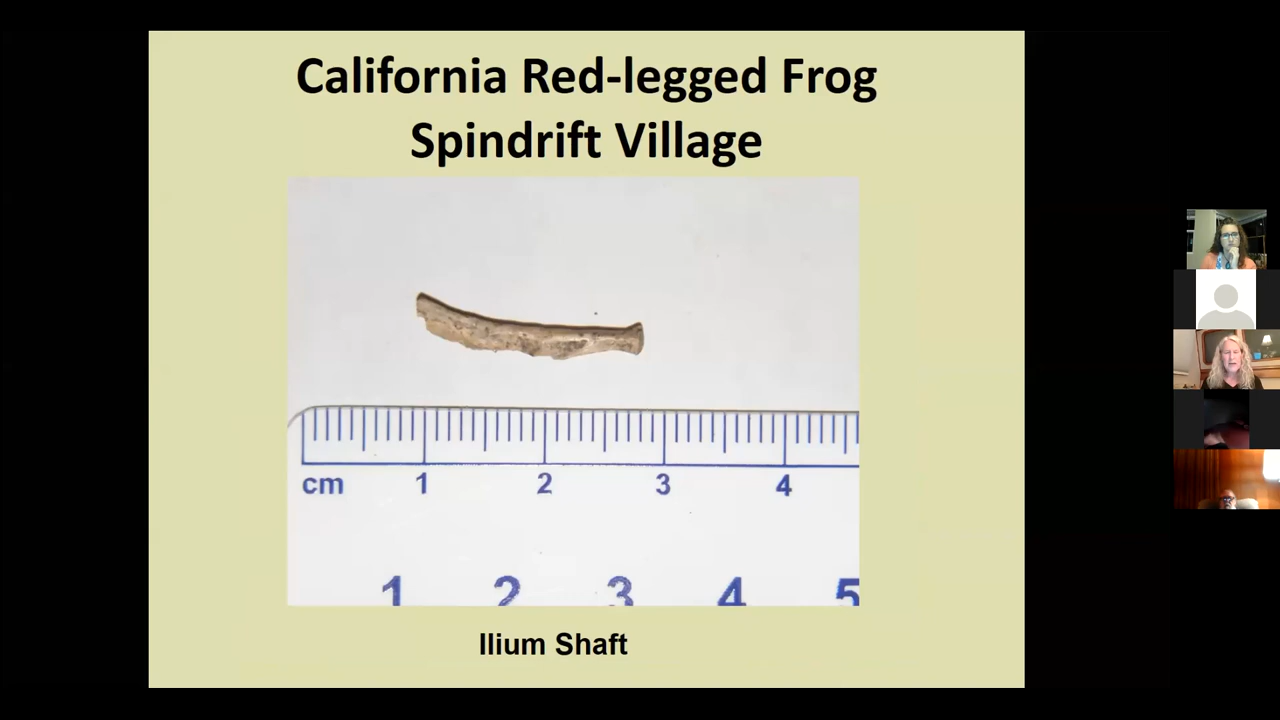 California Red-legged Frog
Spindrift Village
cm 1 2 3 4
1 2 3 4 5
Ilium Shaft